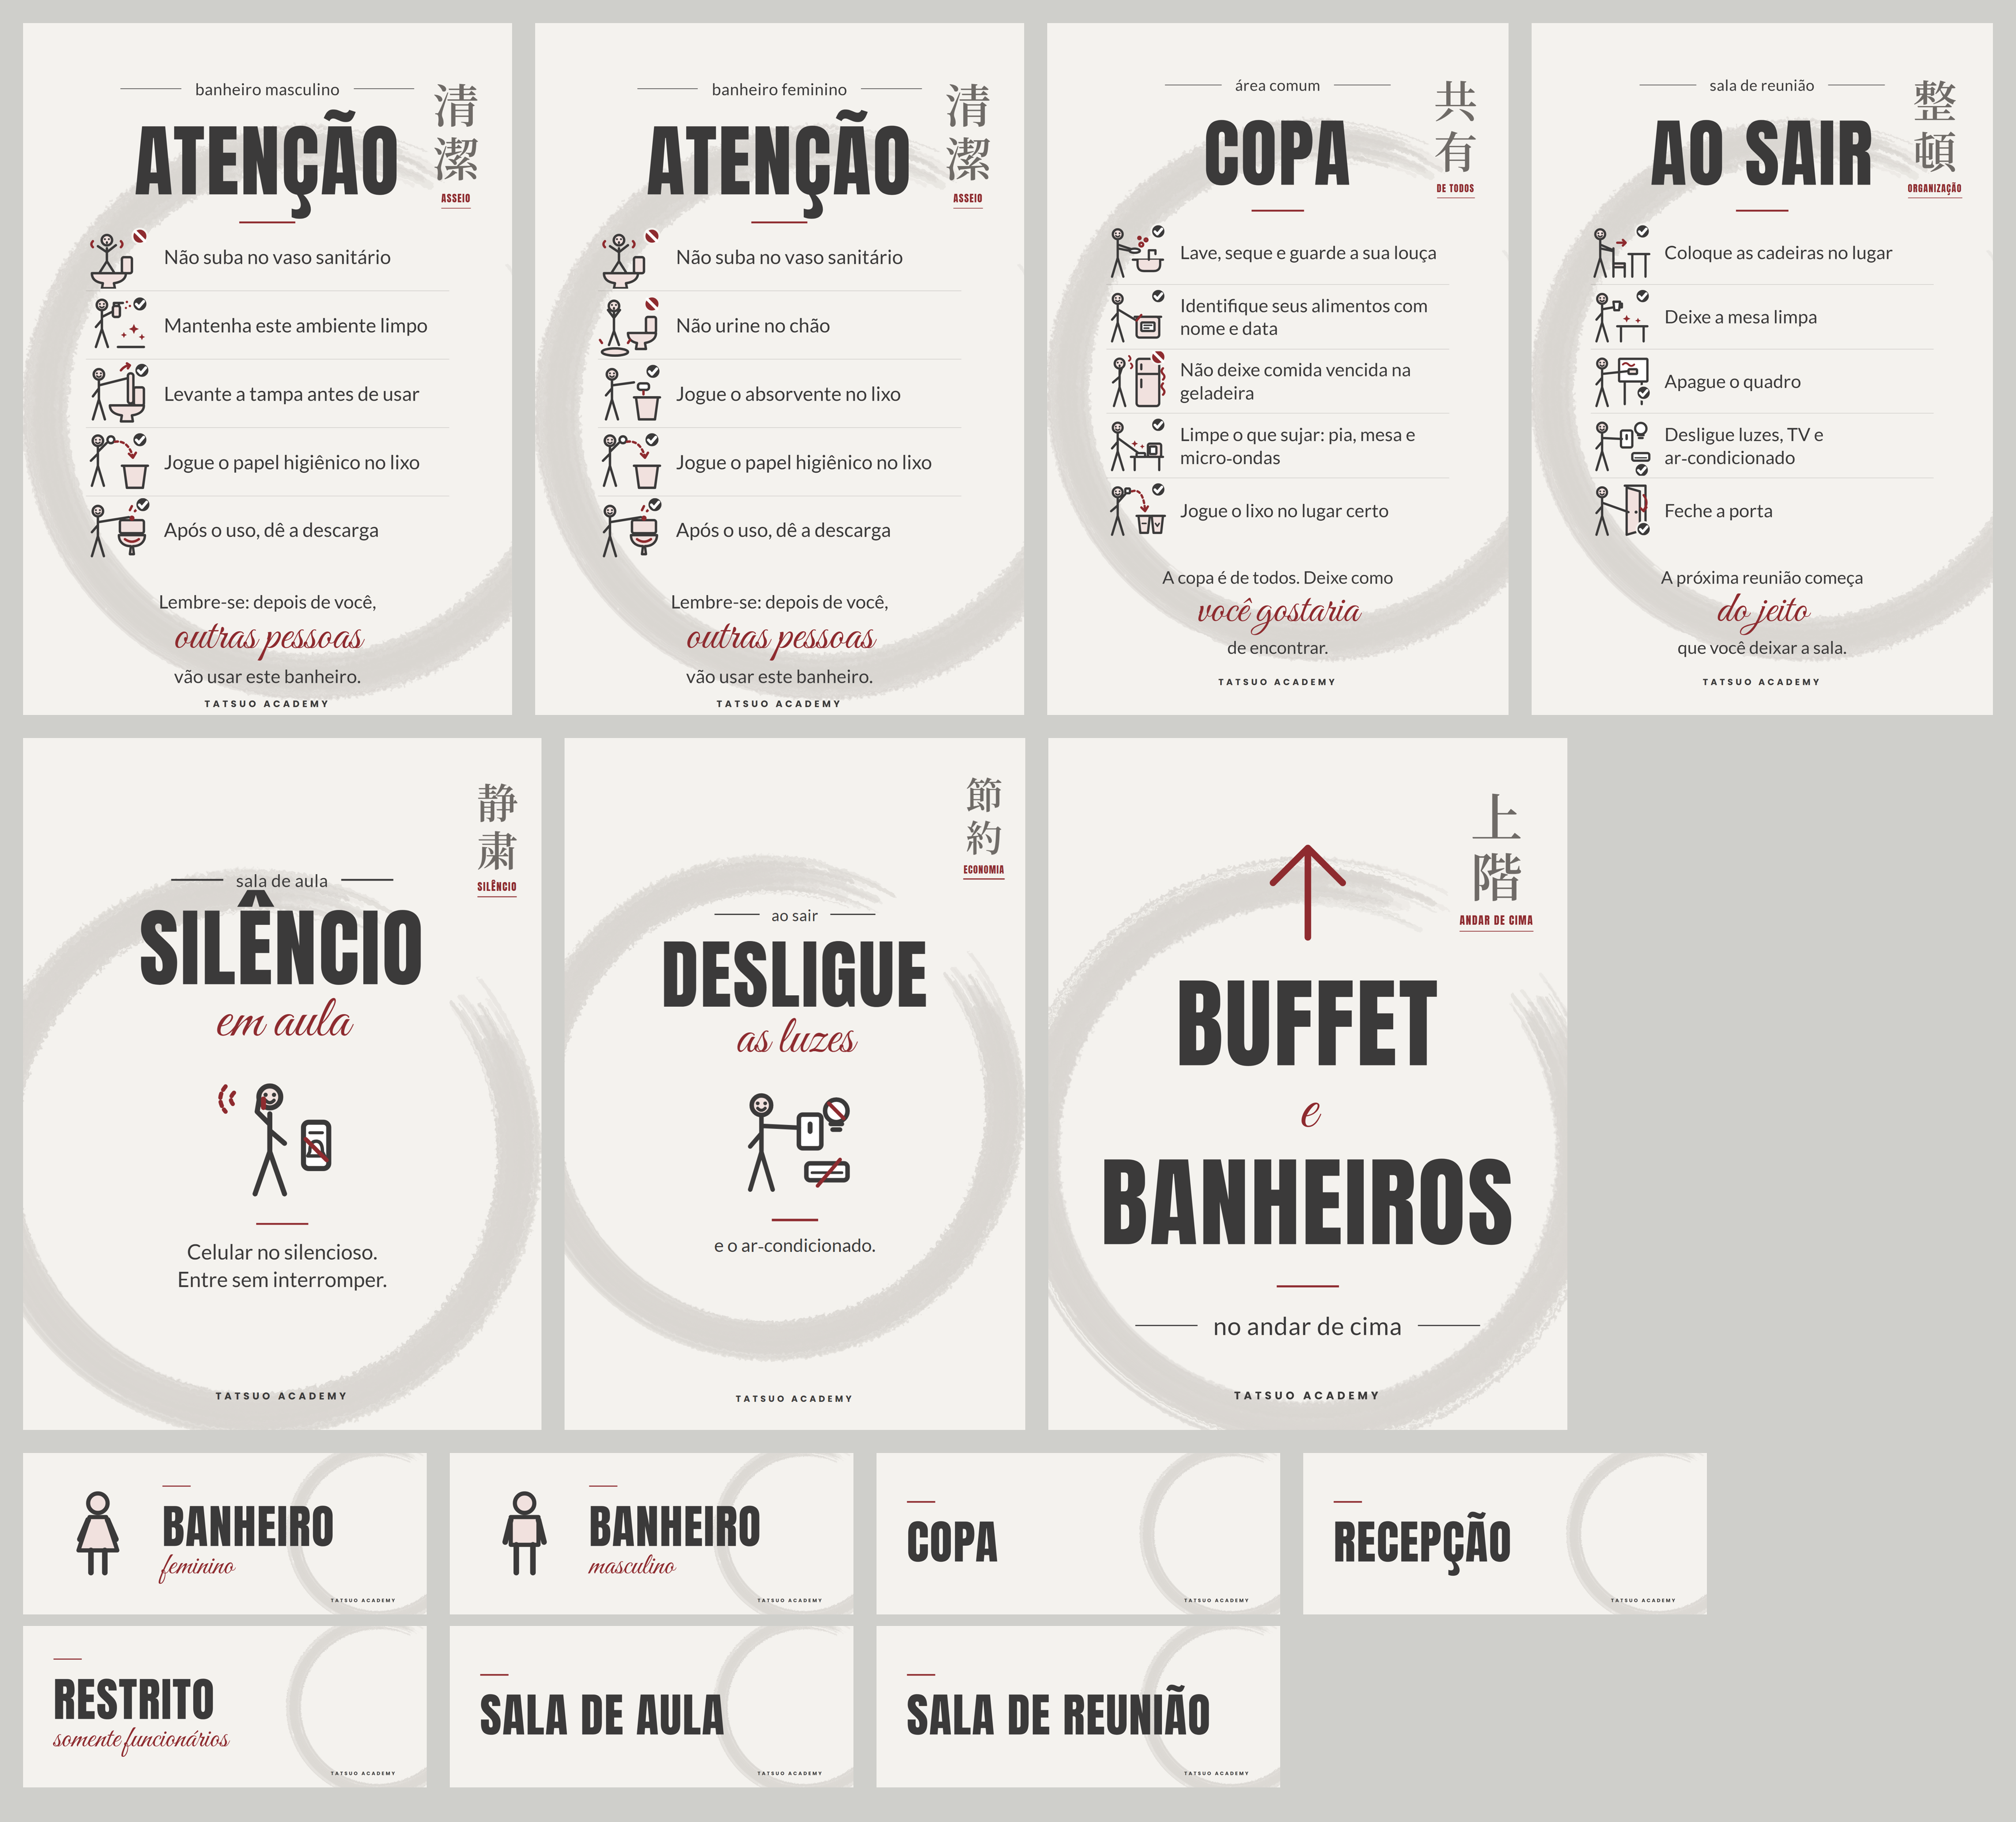 banheiro masculino
ATENÇÃO
清潔
ASSEIO
Não suba no vaso sanitário
Mantenha este ambiente limpo
Levante a tampa antes de usar
Jogue o papel higiênico no lixo
Após o uso, dê a descarga
Lembre-se: depois de você,
outras pessoas
vão usar este banheiro.
TATSUO ACADEMY
banheiro feminino
ATENÇÃO
清潔
ASSEIO
Não suba no vaso sanitário
Não urine no chão
Jogue o absorvente no lixo
Jogue o papel higiênico no lixo
Após o uso, dê a descarga
Lembre-se: depois de você,
outras pessoas
vão usar este banheiro.
TATSUO ACADEMY
área comum
COPA
共有
DE TODOS
Lave, seque e guarde a sua louça
Identifique seus alimentos com
nome e data
Não deixe comida vencida na
geladeira
Limpe o que sujar: pia, mesa e
micro-ondas
Jogue o lixo no lugar certo
A copa é de todos. Deixe como
você gostaria
de encontrar.
TATSUO ACADEMY
sala de reunião
AO SAIR
整頓
ORGANIZAÇÃO
Coloque as cadeiras no lugar
Deixe a mesa limpa
Apague o quadro
Desligue luzes, TV e
ar-condicionado
Feche a porta
A próxima reunião começa
do jeito
que você deixar a sala.
TATSUO ACADEMY
静粛
SILÊNCIO
sala de aula
SILÊNCIO
em aula
Celular no silencioso.
Entre sem interromper.
TATSUO ACADEMY
節約
ECONOMIA
ao sair
DESLIGUE
as luzes
e o ar-condicionado.
TATSUO ACADEMY
上階
ANDAR DE CIMA
BUFFET
e
BANHEIROS
no andar de cima
TATSUO ACADEMY
BANHEIRO
feminino
TATSUO ACADEMY
BANHEIRO
masculino
TATSUO ACADEMY
COPA
TATSUO ACADEMY
RECEPÇÃO
TATSUO ACADEMY
RESTRITO
somente funcionários
TATSUO ACADEMY
SALA DE AULA
TATSUO ACADEMY
SALA DE REUNIÃO
TATSUO ACADEMY